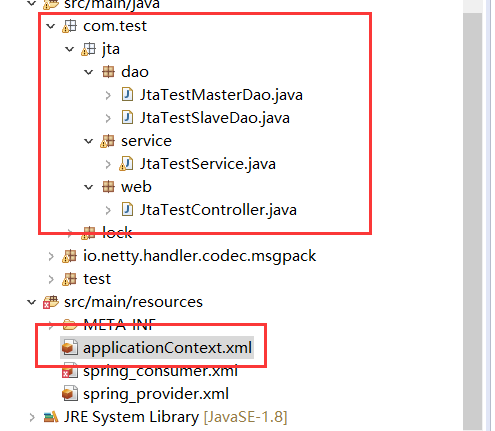 src/main/java
com.test
jta
dao
JtaTestMasterDao.java
JtaTestSlaveDao.java
service
JtaTestService.java
web
JtaTestController.java
lock
io.netty.handler.codec.msgpack
test
src/main/resources
META-INF
applicationContext.xml
spring_consumer.xml
spring_provider.xml
JRE System Library [JavaSE-1.8]